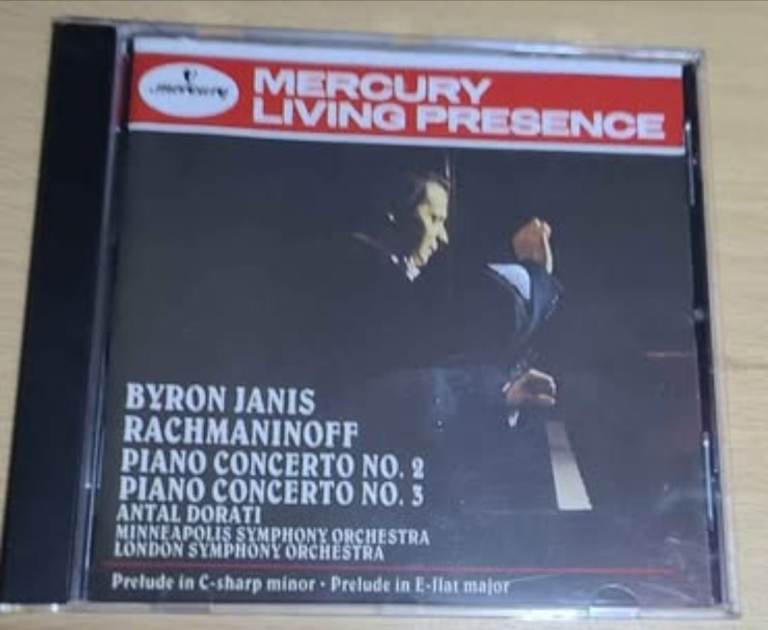 mercury
MERCURY
LIVING PRESENCE
BYRON JANIS
RACHMANINOFF
PIANO CONCERTO NO. 2
PIANO CONCERTO NO. 3
ANTAL DORATI
MINNEAPOLIS SYMPHONY ORCHESTRA
LONDON SYMPHONY ORCHESTRA
Prelude in C-sharp minor • Prelude in E-flat major